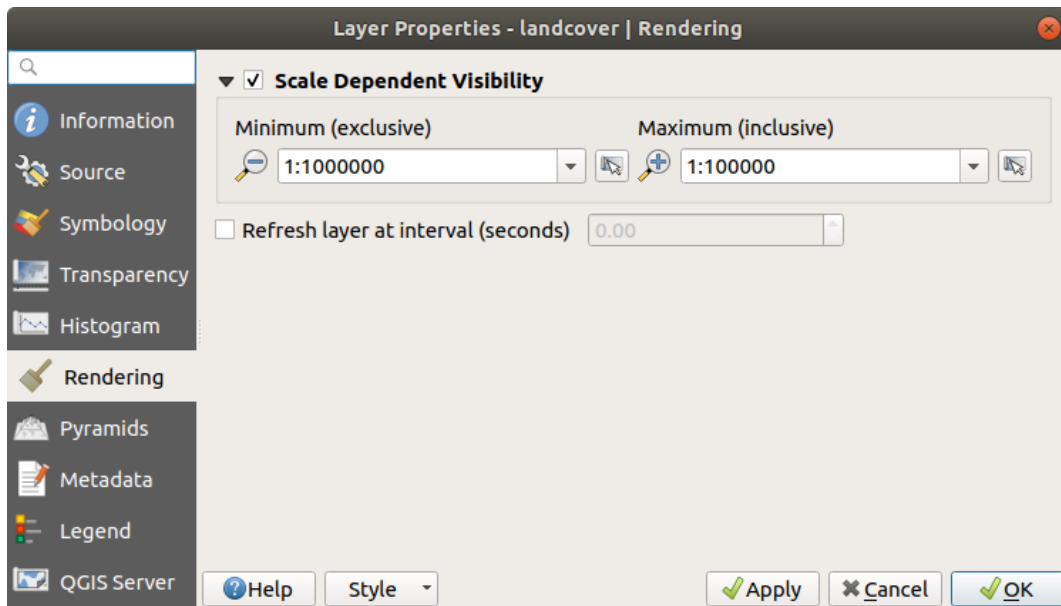 Layer Properties - landcover | Rendering
Information
Source
Symbology
Transparency
Histogram
Rendering
Pyramids
Metadata
Legend
QGIS Server
Scale Dependent Visibility
Minimum (exclusive)
Maximum (inclusive)
1:1000000
1:100000
Refresh layer at interval (seconds)
0.00
Help
Style
Apply
Cancel
OK